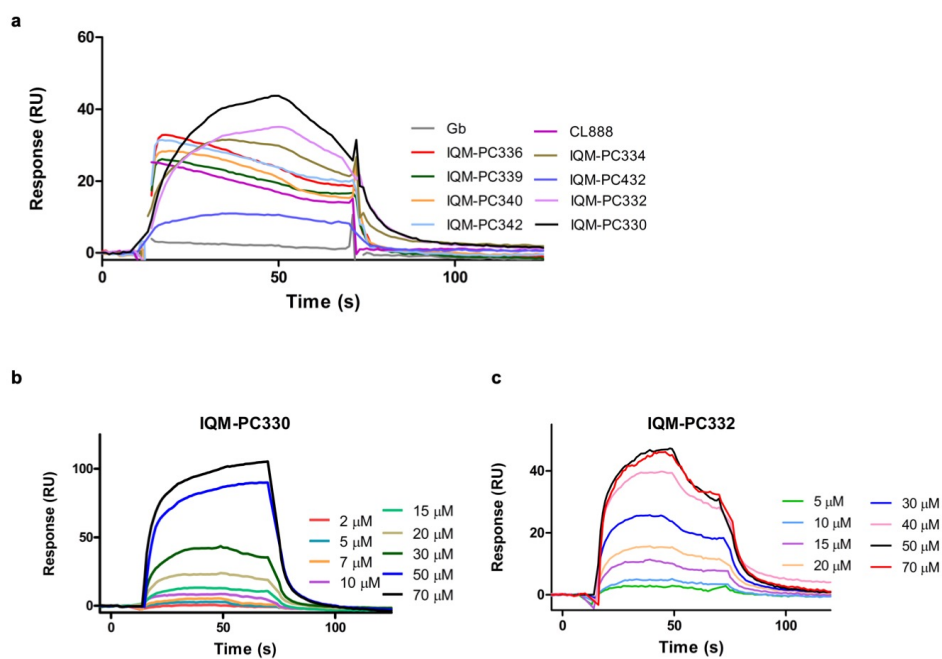 a
60
40
20
0
0 50 100
Response (RU)
Time (s)
Gb CL888
IQM-PC336 IQM-PC334
IQM-PC339 IQM-PC432
IQM-PC340 IQM-PC332
IQM-PC342 IQM-PC330
b
IQM-PC330
100
50
0
0 50 100
Response (RU)
Time (s)
2 μM 15 μM
5 μM 20 μM
7 μM 30 μM
10 μM 50 μM
70 μM
c
IQM-PC332
40
20
0
0 50 100
Response (RU)
Time (s)
5 μM 30 μM
10 μM 40 μM
15 μM 50 μM
20 μM 70 μM